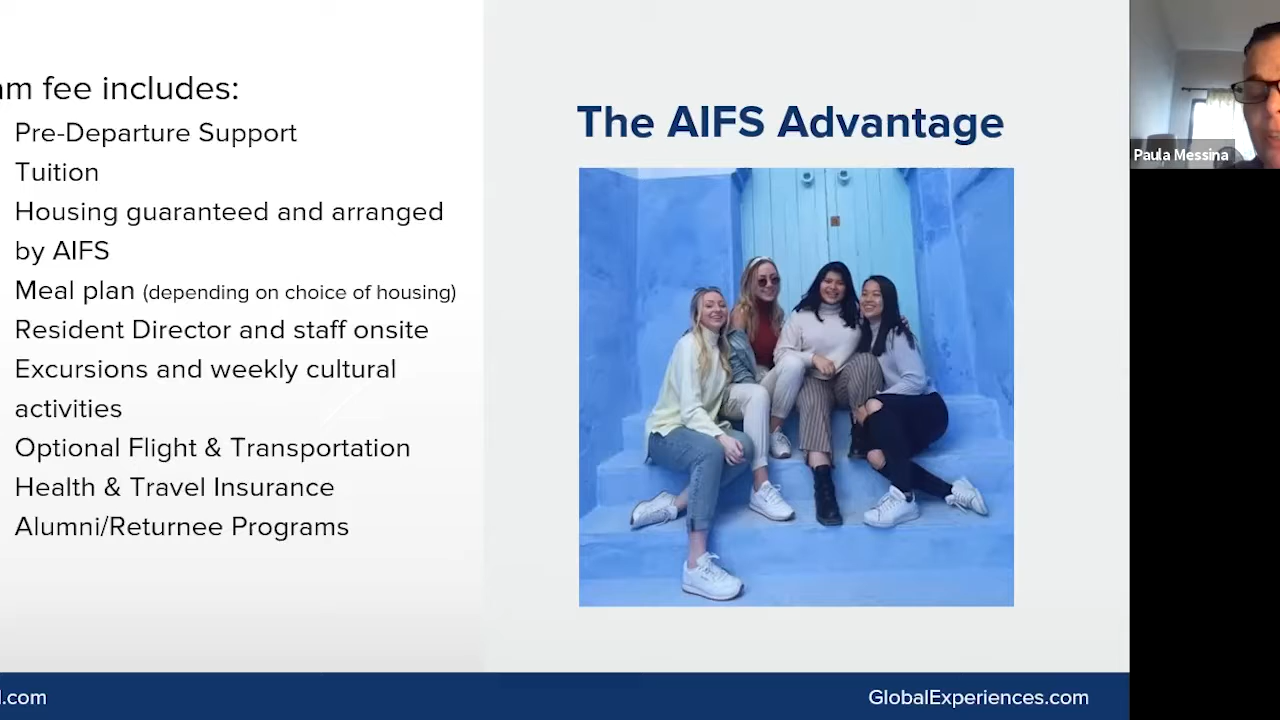 am fee includes:
Pre-Departure Support
Tuition
Housing guaranteed and arranged
by AIFS
Meal plan (depending on choice of housing)
Resident Director and staff onsite
Excursions and weekly cultural
activities
Optional Flight & Transportation
Health & Travel Insurance
Alumni/Returnee Programs
The AIFS Advantage
Paula Messina
.com
GlobalExperiences.com